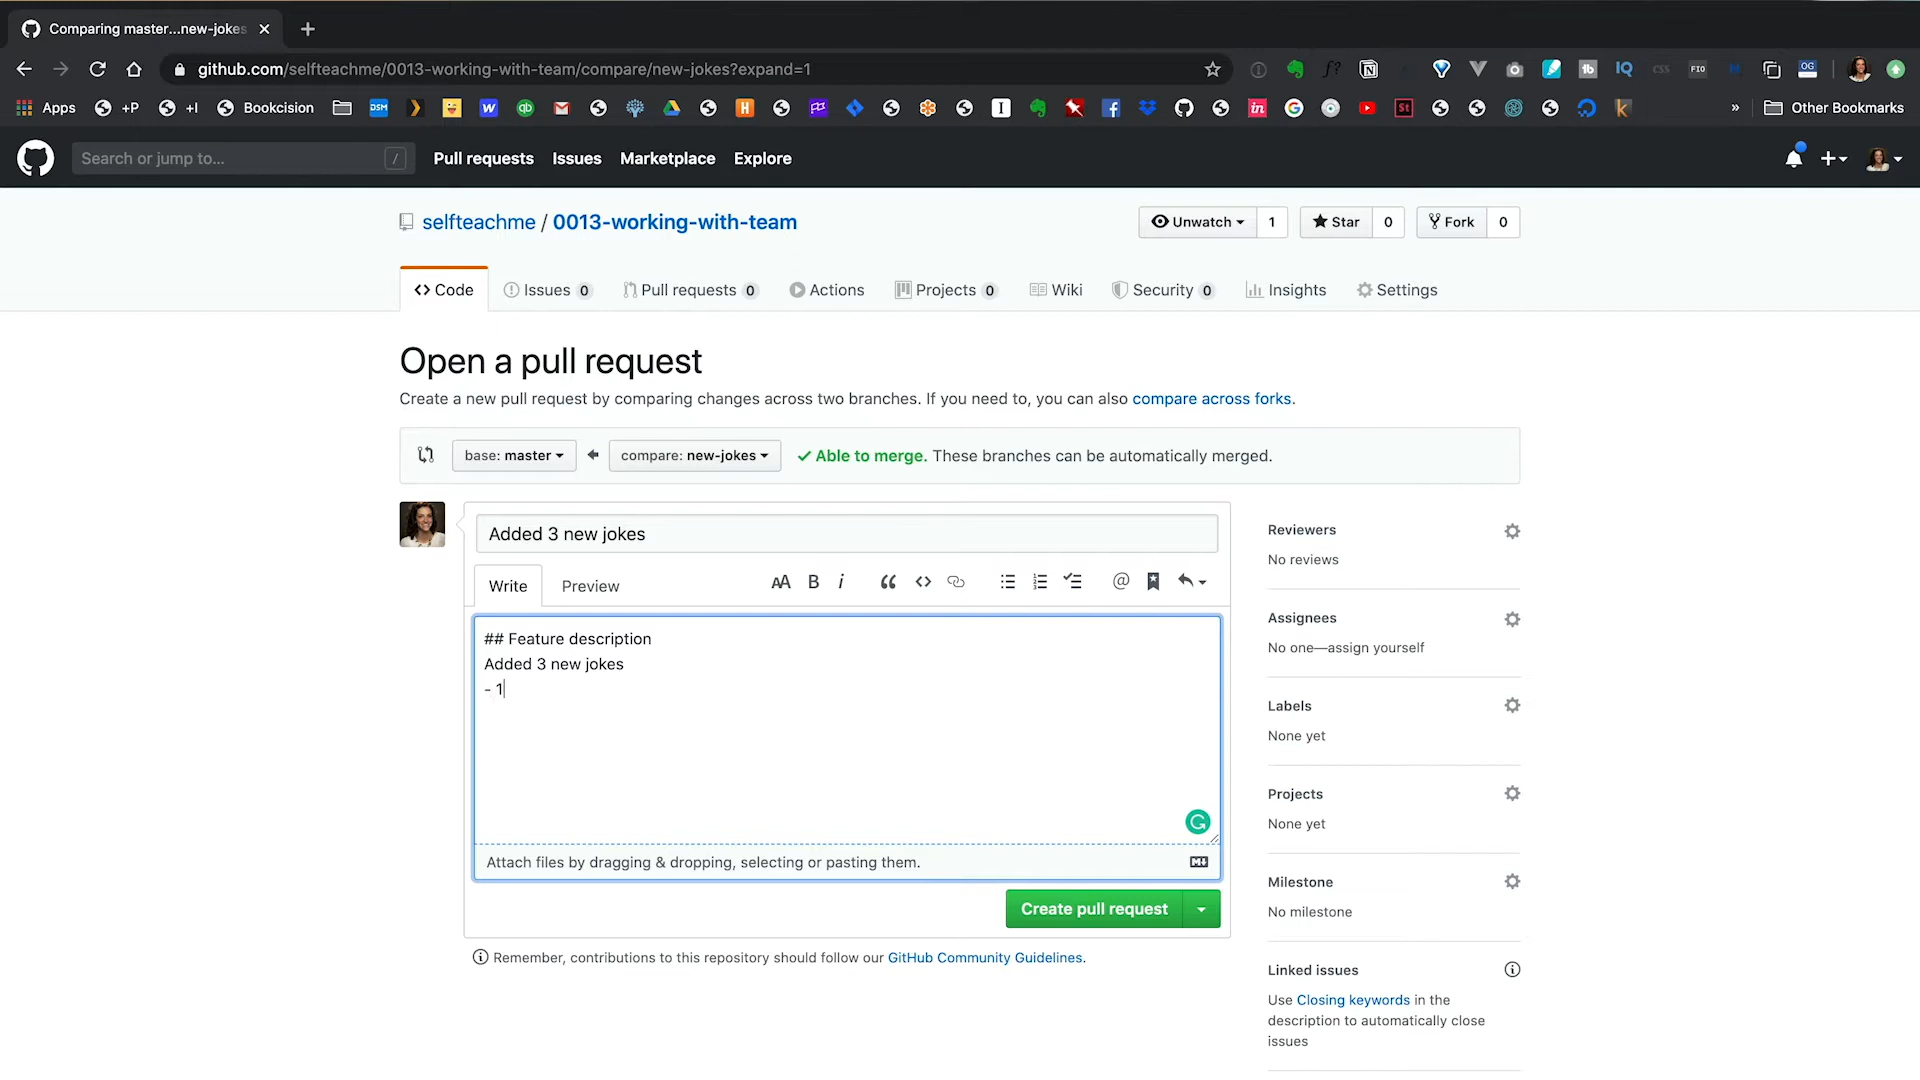 Comparing master...new-jokes
github.com/selfteachme/0013-working-with-team/compare/new-jokes?expand=1
Apps +P +I Bookcision Other Bookmarks
Search or jump to... / Pull requests Issues Marketplace Explore
selfteachme / 0013-working-with-team
Unwatch 1 Star 0 Fork 0
Code Issues 0 Pull requests 0 Actions Projects 0 Wiki Security 0 Insights Settings
Open a pull request
Create a new pull request by comparing changes across two branches. If you need to, you can also compare across forks.
base: master compare: new-jokes Able to merge. These branches can be automatically merged.
Added 3 new jokes
Write Preview
## Feature description
Added 3 new jokes
- 1
Attach files by dragging & dropping, selecting or pasting them.
Create pull request
Remember, contributions to this repository should follow our GitHub Community Guidelines.
Reviewers
No reviews
Assignees
No one—assign yourself
Labels
None yet
Projects
None yet
Milestone
No milestone
Linked issues
Use Closing keywords in the
description to automatically close
issues